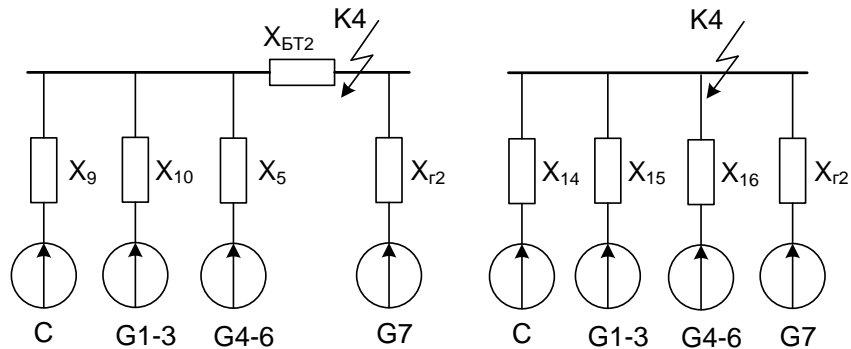 X_БТ2 K4 K4
X_9 X_10 X_5 X_г2 X_14 X_15 X_16 X_г2
C G1-3 G4-6 G7 C G1-3 G4-6 G7